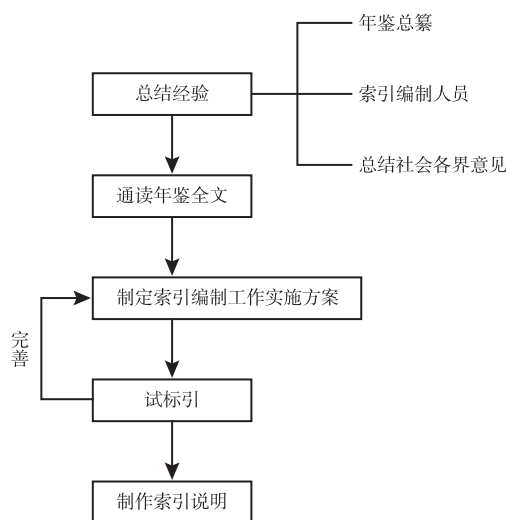 年鉴总纂
总结经验
索引编制人员
总结社会各界意见
通读年鉴全文
制定索引编制工作实施方案
完善
试标引
制作索引说明